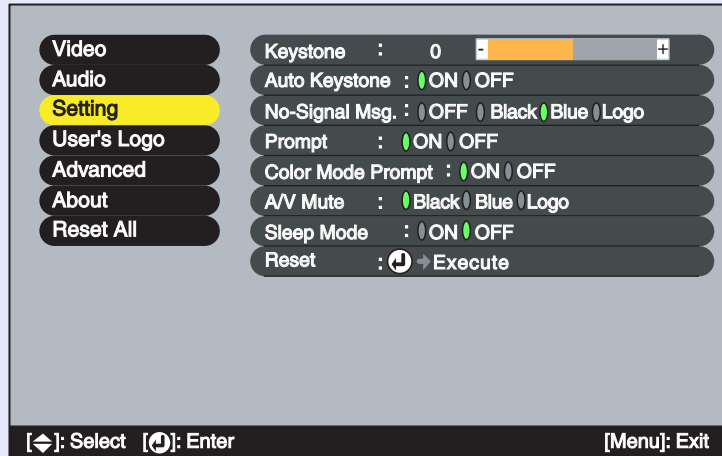 Video
Audio
Setting
User's Logo
Advanced
About
Reset All
Keystone : 0 - +
Auto Keystone : ON OFF
No-Signal Msg. : OFF Black Blue Logo
Prompt : ON OFF
Color Mode Prompt : ON OFF
A/V Mute : Black Blue Logo
Sleep Mode : ON OFF
Reset : Execute
[ ]: Select [ ]: Enter [Menu]: Exit